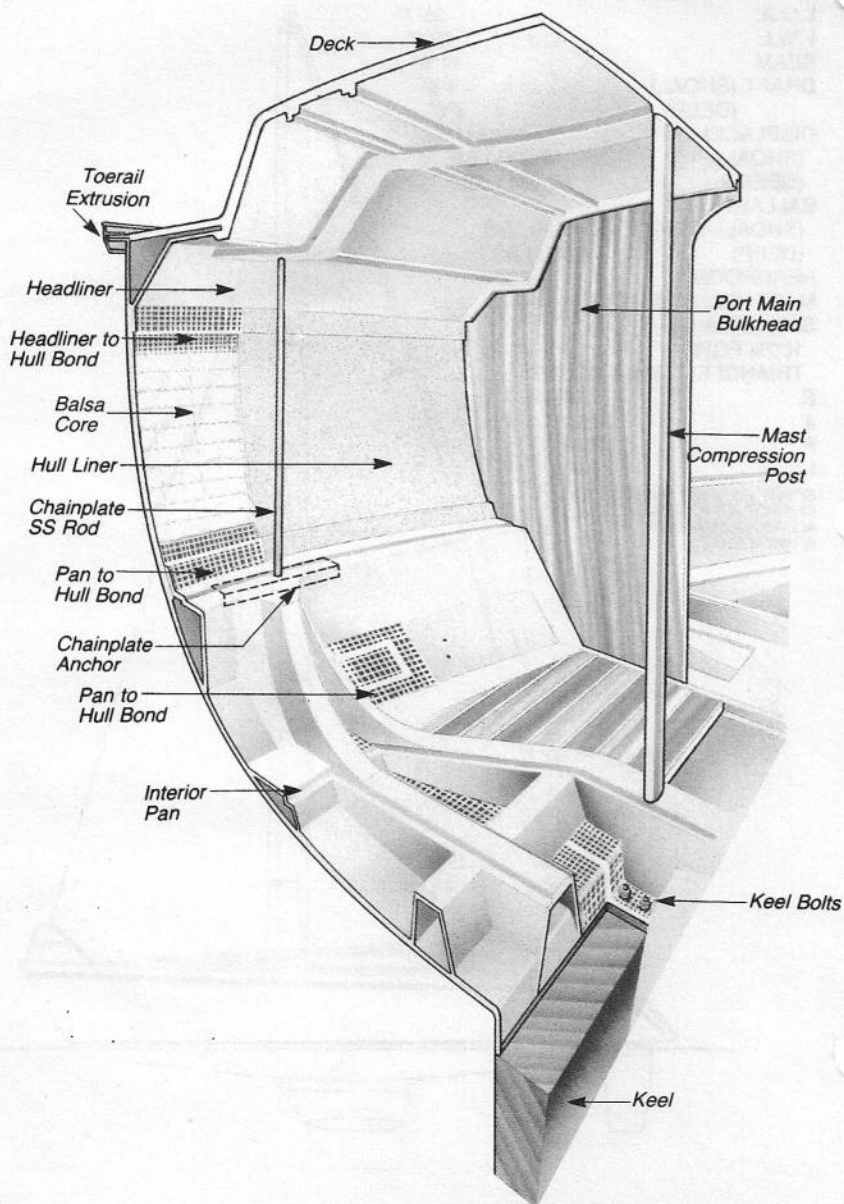 Deck
Toerail
Extrusion
Headliner
Headliner to
Hull Bond
Balsa
Core
Hull Liner
Chainplate
SS Rod
Pan to
Hull Bond
Chainplate
Anchor
Pan to
Hull Bond
Interior
Pan
Port Main
Bulkhead
Mast
Compression
Post
Keel Bolts
Keel